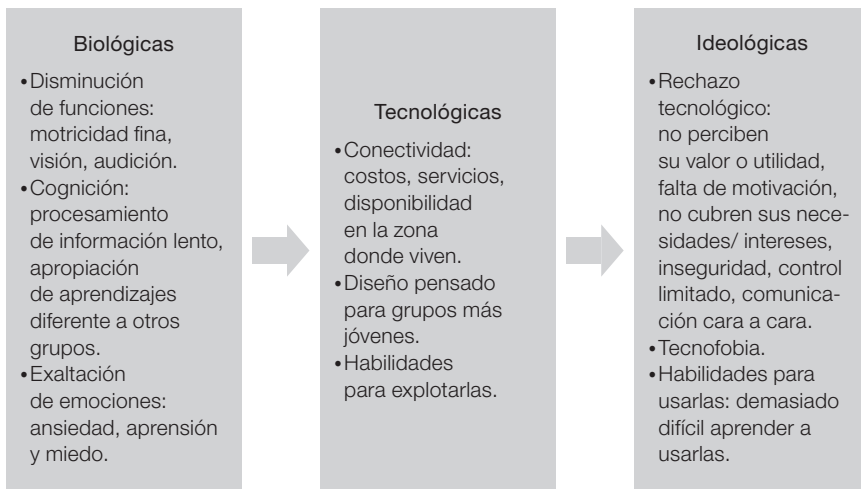 Biológicas
•Disminución
de funciones:
motricidad fina,
visión, audición.
•Cognición:
procesamiento
de información lento,
apropiación
de aprendizajes
diferente a otros
grupos.
•Exaltación
de emociones:
ansiedad, aprensión
y miedo.
Tecnológicas
•Conectividad:
costos, servicios,
disponibilidad
en la zona
donde viven.
•Diseño pensado
para grupos más
jóvenes.
•Habilidades
para explotarlas.
Ideológicas
•Rechazo
tecnológico:
no perciben
su valor o utilidad,
falta de motivación,
no cubren sus nece-
sidades/ intereses,
inseguridad, control
limitado, comunica-
ción cara a cara.
•Tecnofobia.
•Habilidades para
usarlas: demasiado
difícil aprender a
usarlas.